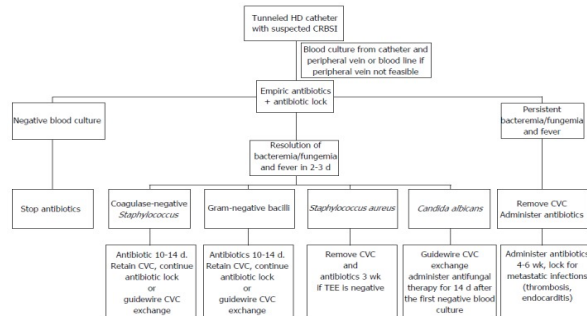 Tunneled HD catheter
with suspected CRBSI
Blood culture from catheter and
peripheral vein or blood line if
peripheral vein not feasible
Empiric antibiotics
+ antibiotic lock
Negative blood culture
Persistent
bacteremia/fungemia
and fever
Resolution of
bacteremia/fungemia
and fever in 2-3 d
Stop antibiotics
Coagulase-negative
Staphylococcus
Gram-negative bacilli
Staphylococcus aureus
Candida albicans
Remove CVC
Administer antibiotics
Antibiotic 10-14 d.
Retain CVC, continue
antibiotic lock
or
guidewire CVC
exchange
Antibiotics 10-14 d.
Retain CVC, continue
antibiotic lock
or
guidewire CVC
exchange
Remove CVC
and
antibiotics 3 wk
if TEE is negative
Guidewire CVC
exchange
administer antifungal
therapy for 14 d after
the first negative blood
culture
Administer antibiotics
4-6 wk, lock for
metastatic infections
(thrombosis,
endocarditis)